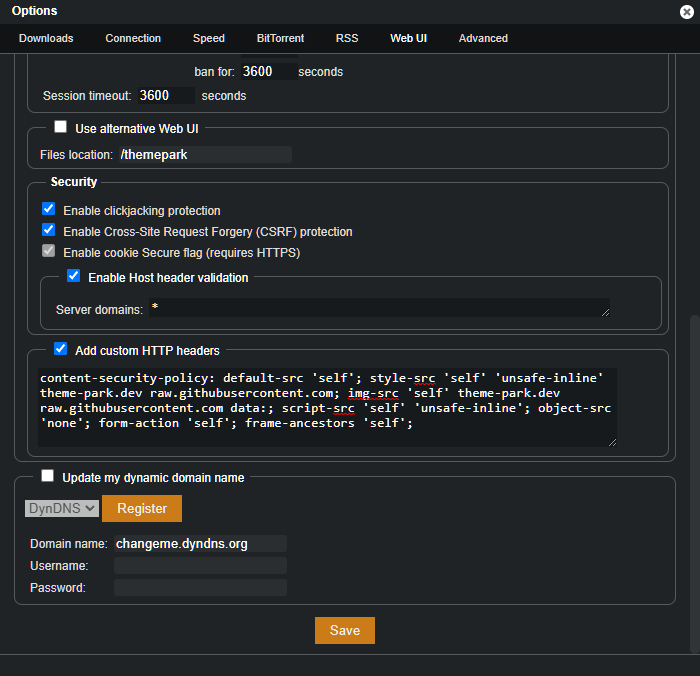 Options
Downloads Connection Speed BitTorrent RSS Web UI Advanced
ban for: 3600 seconds
Session timeout: 3600 seconds
Use alternative Web UI
Files location: /themepark
Security
Enable clickjacking protection
Enable Cross-Site Request Forgery (CSRF) protection
Enable cookie Secure flag (requires HTTPS)
Enable Host header validation
Server domains: *
Add custom HTTP headers
content-security-policy: default-src 'self'; style-src 'self' 'unsafe-inline'
theme-park.dev raw.githubusercontent.com; img-src 'self' theme-park.dev
raw.githubusercontent.com data:; script-src 'self' 'unsafe-inline'; object-src
'none'; form-action 'self'; frame-ancestors 'self';
Update my dynamic domain name
DynDNS Register
Domain name: changeme.dyndns.org
Username:
Password:
Save